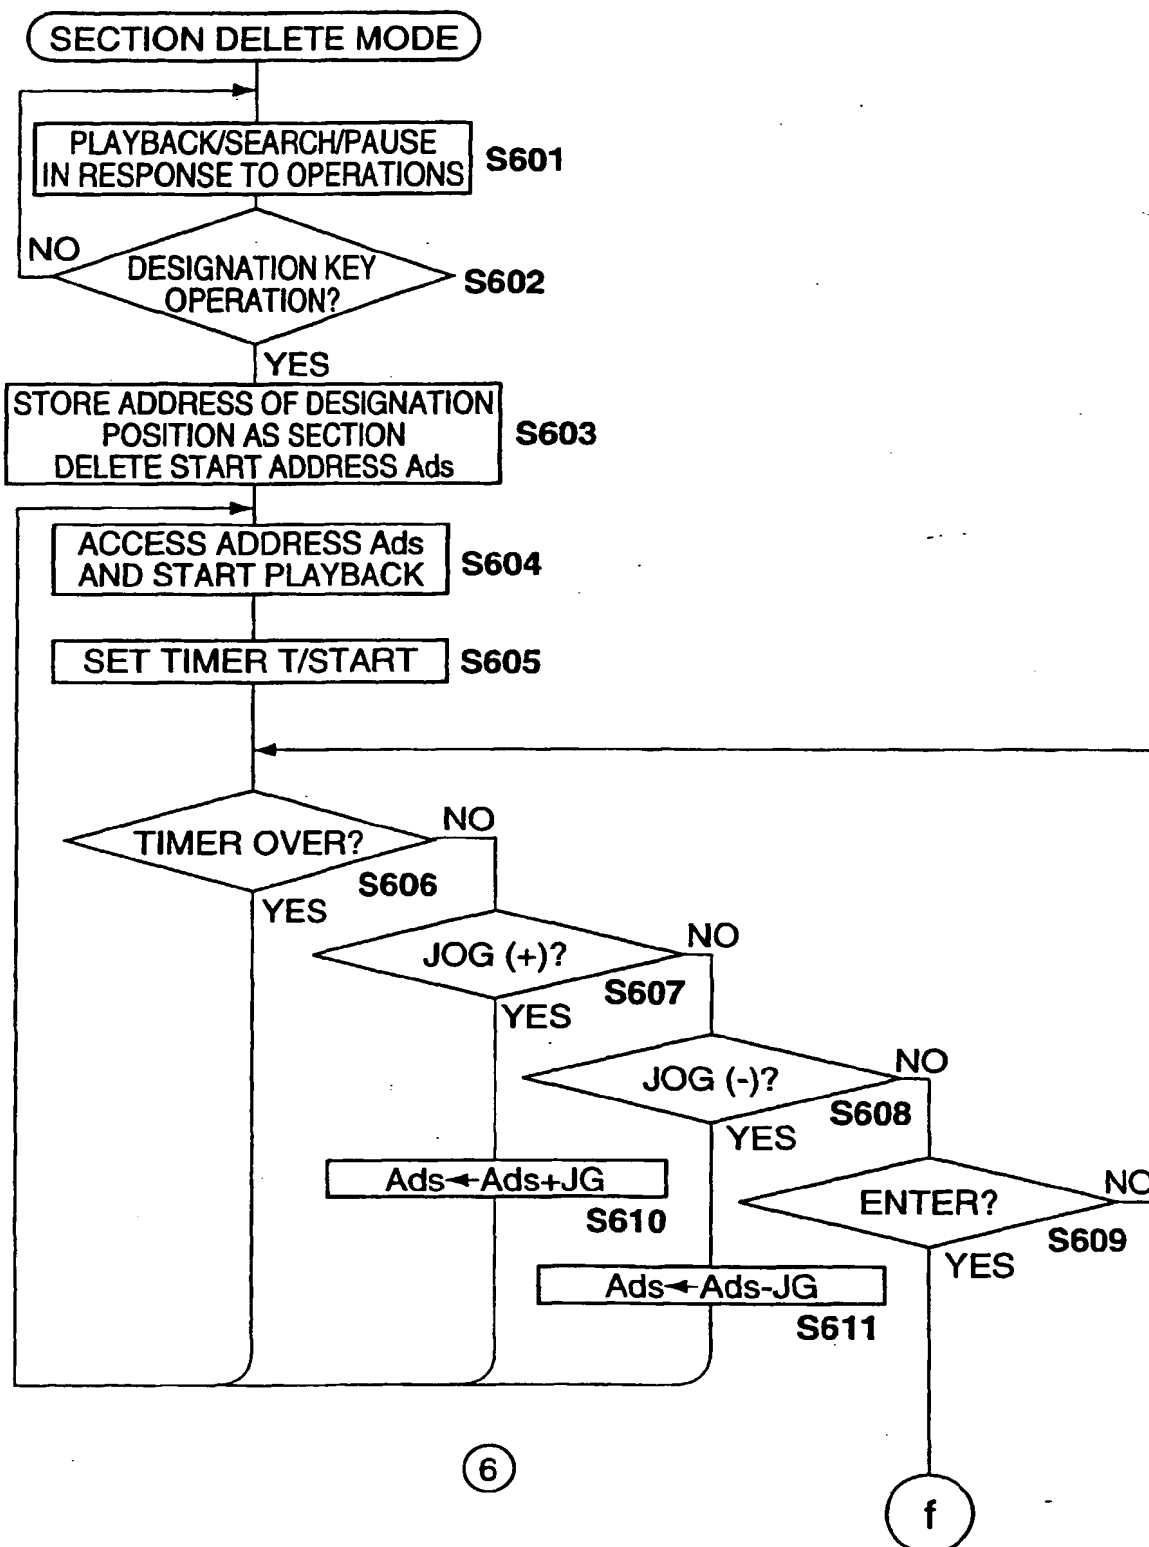 SECTION DELETE MODE
PLAYBACK/SEARCH/PAUSE
IN RESPONSE TO OPERATIONS
S601
NO
DESIGNATION KEY
OPERATION?
S602
YES
STORE ADDRESS OF DESIGNATION
POSITION AS SECTION
DELETE START ADDRESS Ads
S603
ACCESS ADDRESS Ads
AND START PLAYBACK
S604
SET TIMER T/START
S605
TIMER OVER?
NO
S606
YES
JOG (+)?
NO
S607
YES
JOG (-)?
NO
S608
YES
Ads←Ads+JG
S610
ENTER?
NO
S609
YES
Ads←Ads-JG
S611
6
f